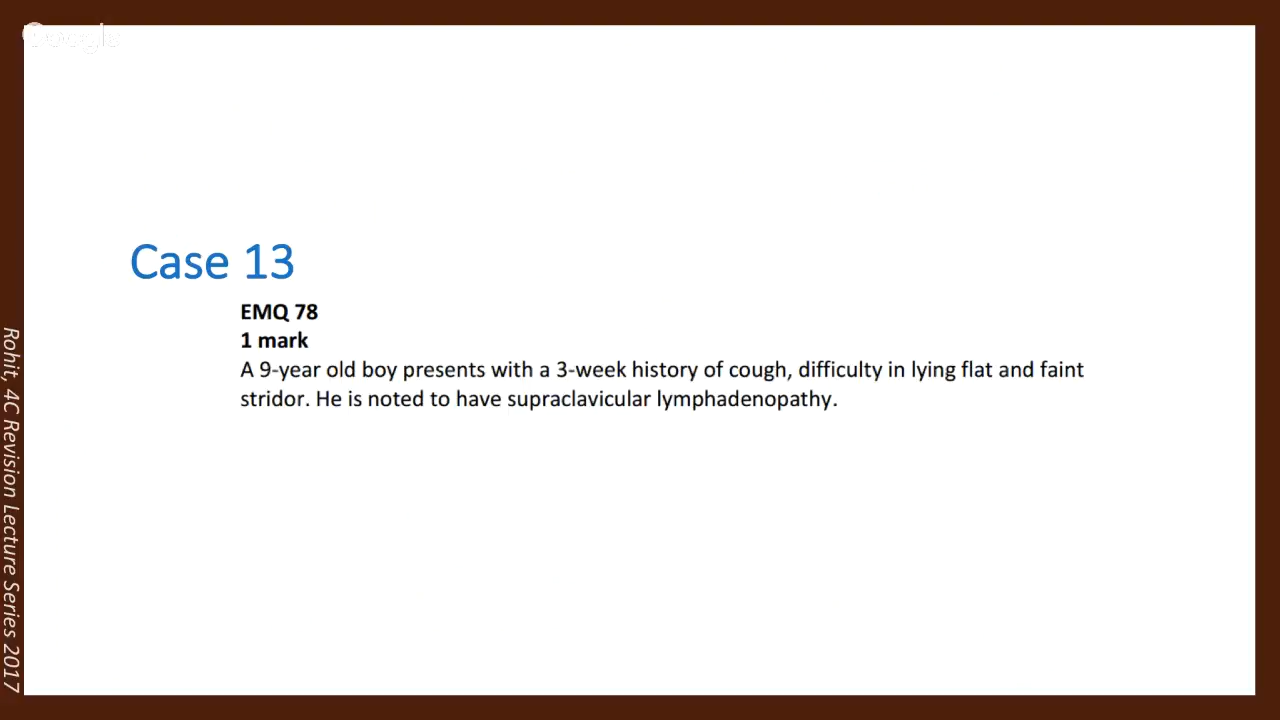 Google
Case 13
EMQ 78
1 mark
A 9-year old boy presents with a 3-week history of cough, difficulty in lying flat and faint
stridor. He is noted to have supraclavicular lymphadenopathy.
Rohit, 4C Revision Lecture Series 2017